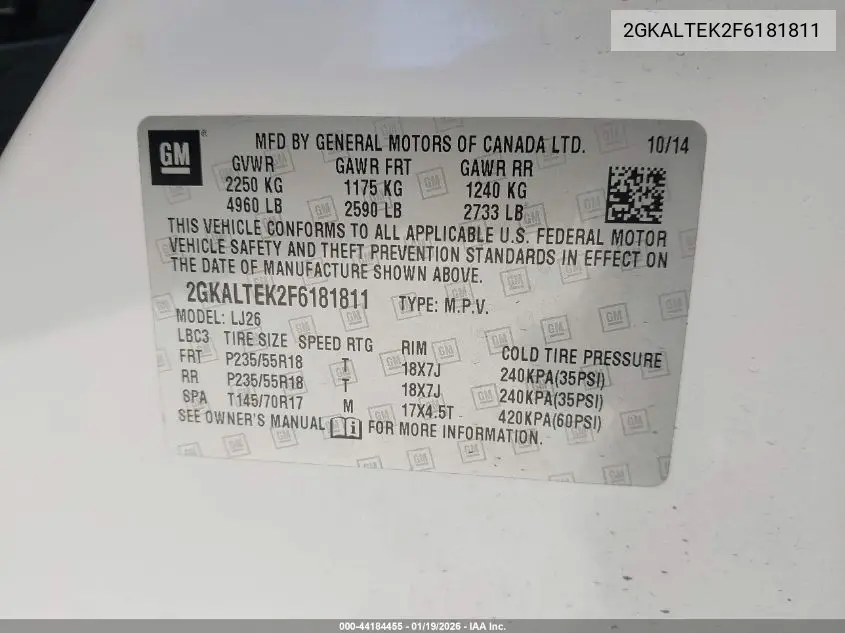 2GKALTEK2F6181811
GM
®
MFD BY GENERAL MOTORS OF CANADA LTD. 10/14
GVWR GAWR FRT GAWR RR
2250 KG 1175 KG 1240 KG
4960 LB 2590 LB 2733 LB
THIS VEHICLE CONFORMS TO ALL APPLICABLE U.S. FEDERAL MOTOR
VEHICLE SAFETY AND THEFT PREVENTION STANDARDS IN EFFECT ON
THE DATE OF MANUFACTURE SHOWN ABOVE.
2GKALTEK2F6181811 TYPE: M.P.V.
MODEL: LJ26
LBC3 TIRE SIZE SPEED RTG RIM COLD TIRE PRESSURE
FRT P235/55R18 T 18X7J 240KPA(35PSI)
RR P235/55R18 T 18X7J 240KPA(35PSI)
SPA T145/70R17 M 17X4.5T 420KPA(60PSI)
SEE OWNER'S MANUAL FOR MORE INFORMATION.
000-44184455 - 01/19/2026 - IAA Inc.